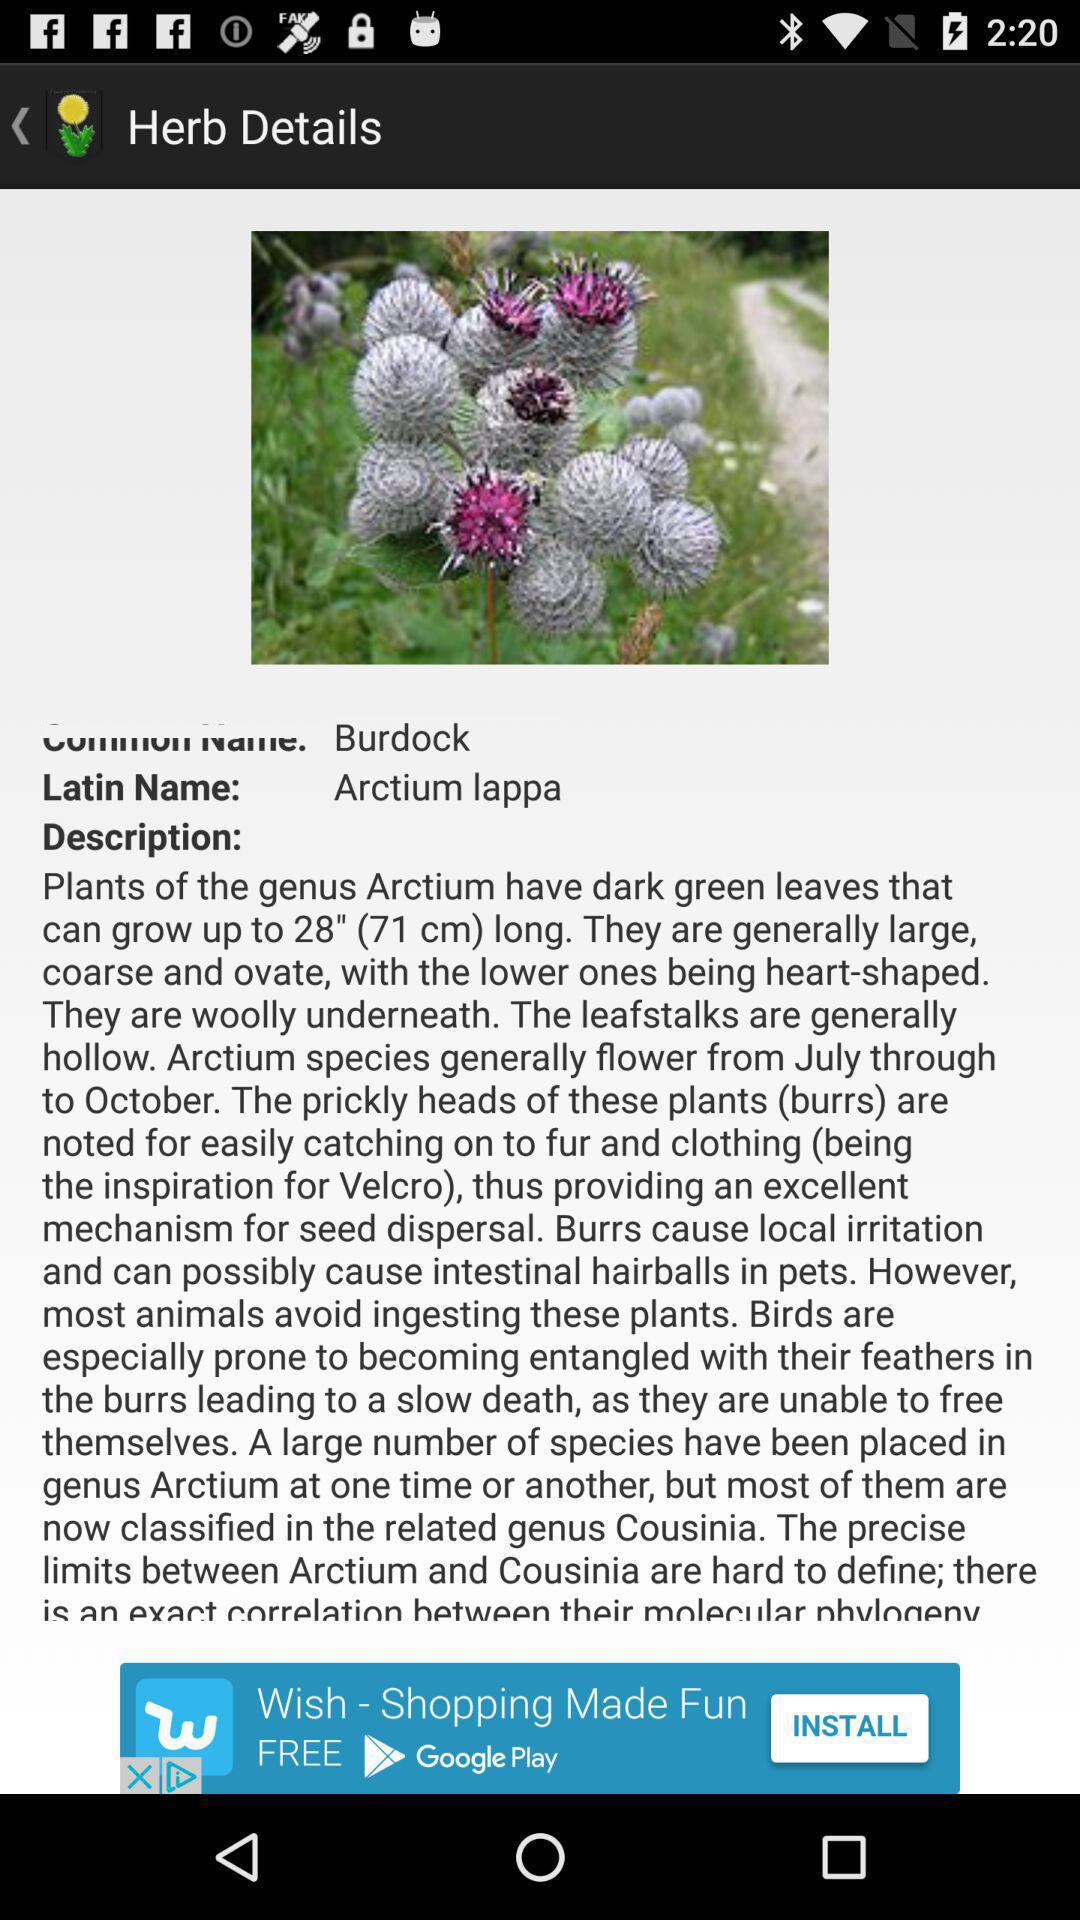 FAKE
2:20
Herb Details
Common Name: Burdock
Latin Name: Arctium lappa
Description:
Plants of the genus Arctium have dark green leaves that
can grow up to 28" (71 cm) long. They are generally large,
coarse and ovate, with the lower ones being heart-shaped.
They are woolly underneath. The leafstalks are generally
hollow. Arctium species generally flower from July through
to October. The prickly heads of these plants (burrs) are
noted for easily catching on to fur and clothing (being
the inspiration for Velcro), thus providing an excellent
mechanism for seed dispersal. Burrs cause local irritation
and can possibly cause intestinal hairballs in pets. However,
most animals avoid ingesting these plants. Birds are
especially prone to becoming entangled with their feathers in
the burrs leading to a slow death, as they are unable to free
themselves. A large number of species have been placed in
genus Arctium at one time or another, but most of them are
now classified in the related genus Cousinia. The precise
limits between Arctium and Cousinia are hard to define; there
is an exact correlation between their molecular phylogeny
Wish - Shopping Made Fun
FREE Google Play
INSTALL